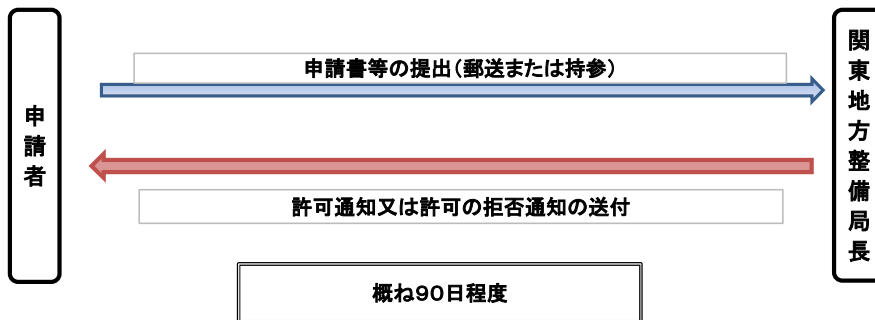 申請者
申請書等の提出(郵送または持参)
関東地方整備局長
許可通知又は許可の拒否通知の送付
概ね90日程度